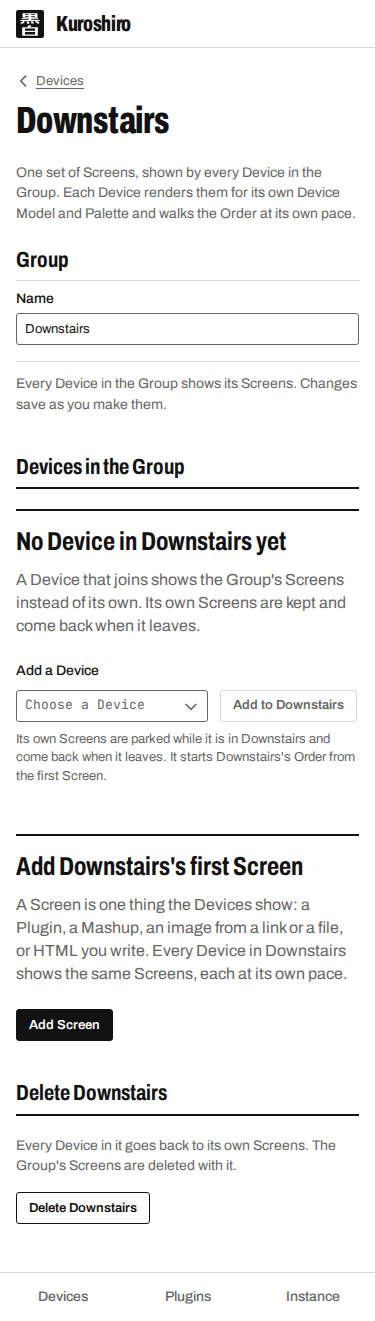 黒白
Kuroshiro
Devices
Downstairs
One set of Screens, shown by every Device in the
Group. Each Device renders them for its own Device
Model and Palette and walks the Order at its own pace.
Group
Name
Downstairs
Every Device in the Group shows its Screens. Changes
save as you make them.
Devices in the Group
No Device in Downstairs yet
A Device that joins shows the Group's Screens
instead of its own. Its own Screens are kept and
come back when it leaves.
Add a Device
Choose a Device
Add to Downstairs
Its own Screens are parked while it is in Downstairs and
come back when it leaves. It starts Downstairs's Order from
the first Screen.
Add Downstairs's first Screen
A Screen is one thing the Devices show: a
Plugin, a Mashup, an image from a link or a file,
or HTML you write. Every Device in Downstairs
shows the same Screens, each at its own pace.
Add Screen
Delete Downstairs
Every Device in it goes back to its own Screens. The
Group's Screens are deleted with it.
Delete Downstairs
Devices
Plugins
Instance